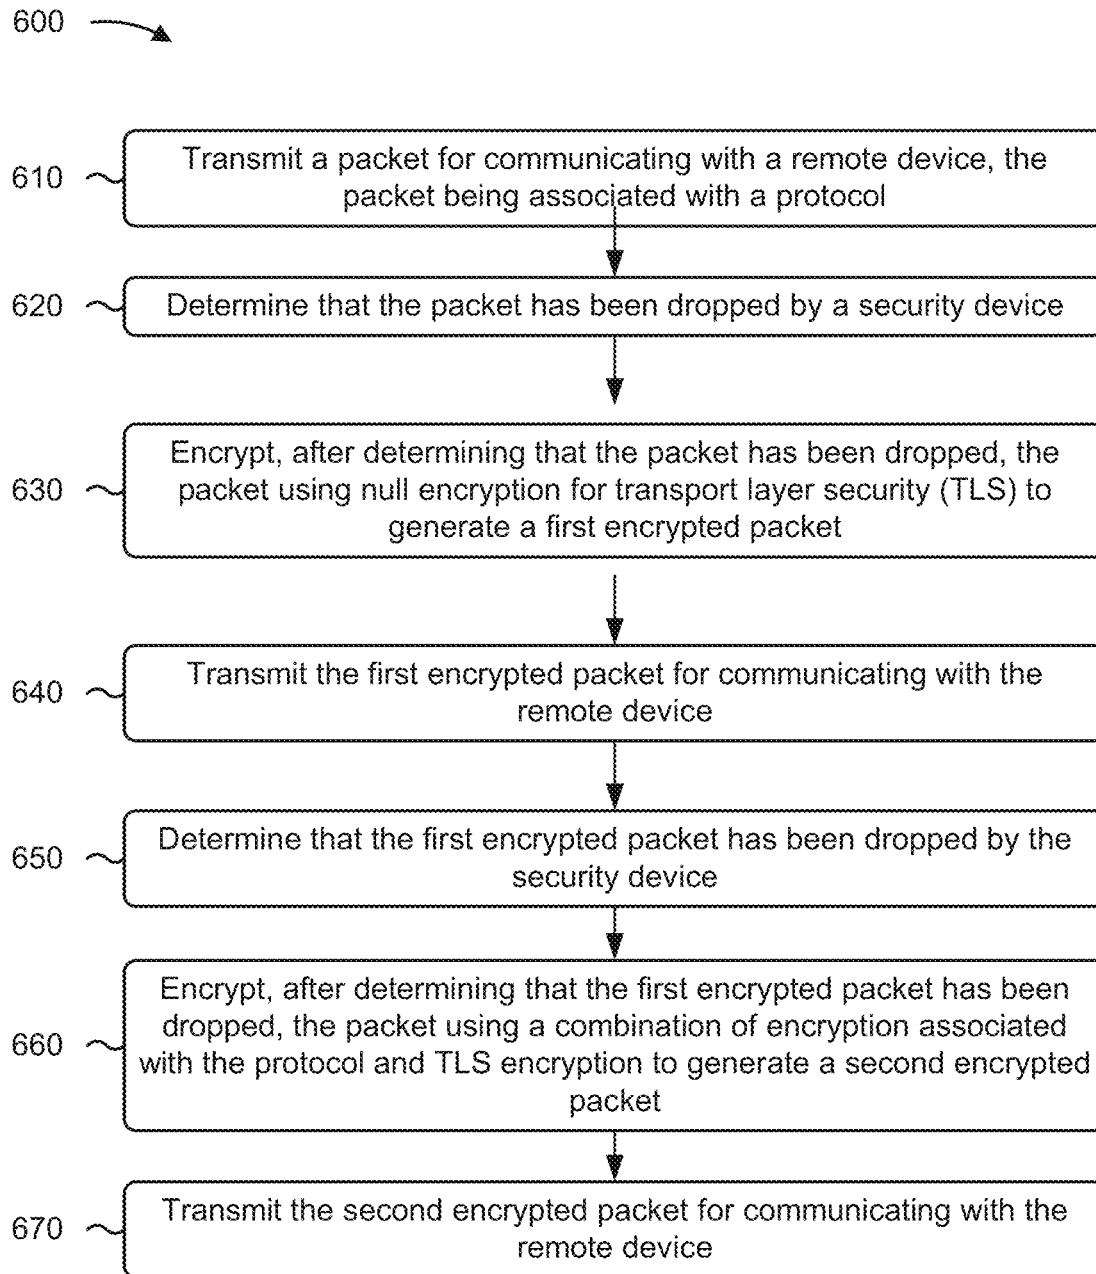 600
610
Transmit a packet for communicating with a remote device, the
packet being associated with a protocol
620
Determine that the packet has been dropped by a security device
630
Encrypt, after determining that the packet has been dropped, the
packet using null encryption for transport layer security (TLS) to
generate a first encrypted packet
640
Transmit the first encrypted packet for communicating with the
remote device
650
Determine that the first encrypted packet has been dropped by the
security device
660
Encrypt, after determining that the first encrypted packet has been
dropped, the packet using a combination of encryption associated
with the protocol and TLS encryption to generate a second encrypted
packet
670
Transmit the second encrypted packet for communicating with the
remote device